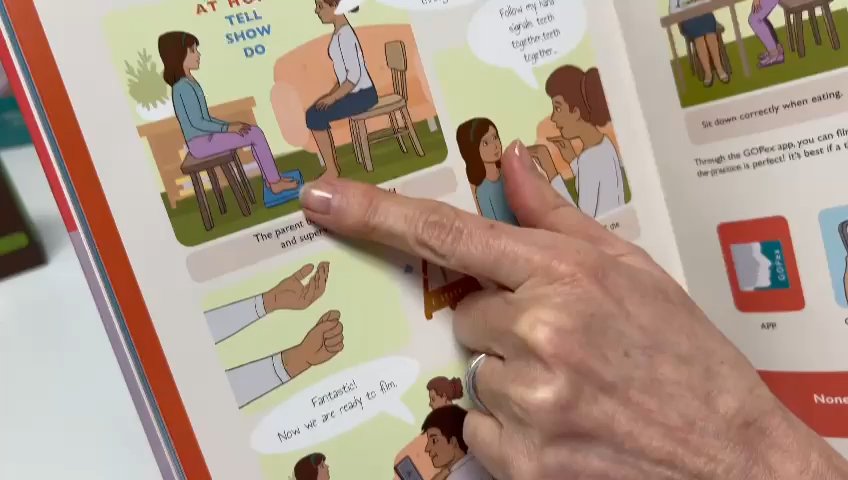 AT HO
TELL
SHOW
DO
Follow my hand
signals: teeth
together, teeth
together...
The parent
and super
Fantastic!
Now we are ready to film.
Sit down correctly when eating.
Through the GOPex app, you can film
the practice is perfect! It's best if a
GOPex
APP
None